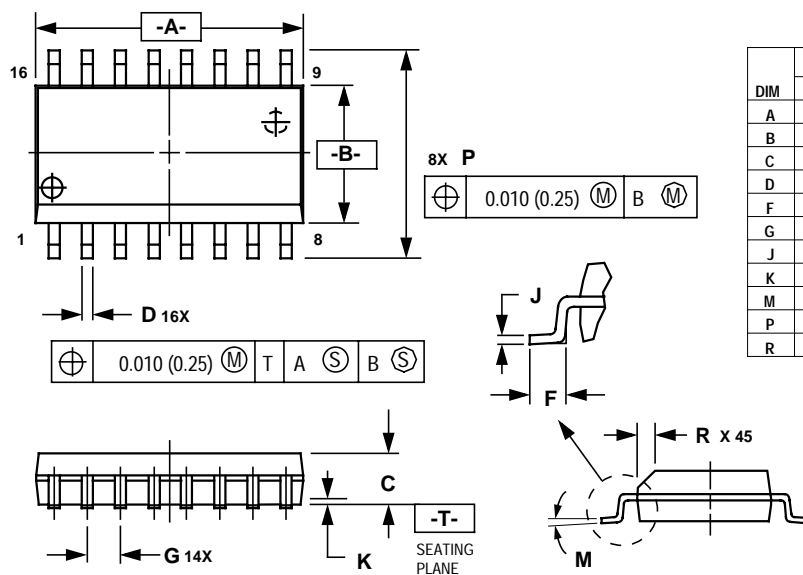 -A-
16
9
-B-
1
8
8X P
0.010 (0.25) M B M
D 16X
0.010 (0.25) M T A S B S
J
F
C
K
G 14X
-T-
SEATING
PLANE
R X 45
M
DIM
A
B
C
D
F
G
J
K
M
P
R